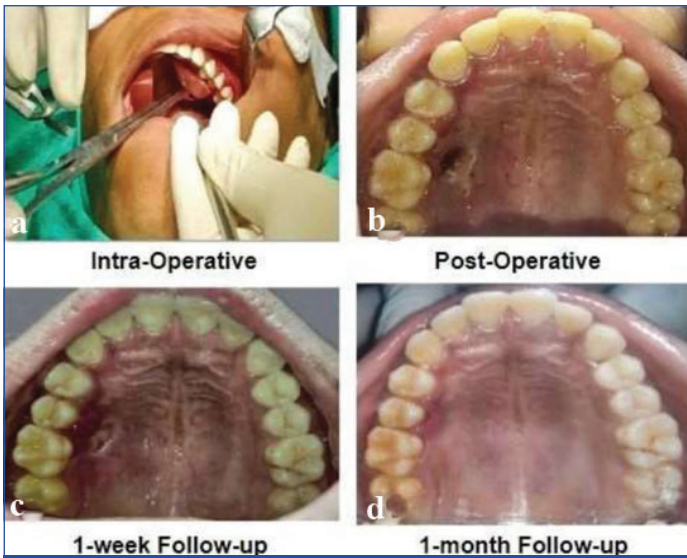 a
Intra-Operative
b
Post-Operative
c
1-week Follow-up
d
1-month Follow-up